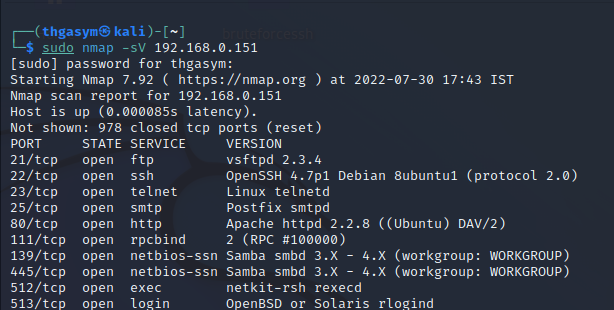 bruteforcessh
┌──(thgasym㉿kali)-[~]
└─$ sudo nmap -sV 192.168.0.151
[sudo] password for thgasym:
Starting Nmap 7.92 ( https://nmap.org ) at 2022-07-30 17:43 IST
Nmap scan report for 192.168.0.151
Host is up (0.000085s latency).
Not shown: 978 closed tcp ports (reset)
PORT STATE SERVICE VERSION
21/tcp open ftp vsftpd 2.3.4
22/tcp open ssh OpenSSH 4.7p1 Debian 8ubuntu1 (protocol 2.0)
23/tcp open telnet Linux telnetd
25/tcp open smtp Postfix smtpd
80/tcp open http Apache httpd 2.2.8 ((Ubuntu) DAV/2)
111/tcp open rpcbind 2 (RPC #100000)
139/tcp open netbios-ssn Samba smbd 3.X - 4.X (workgroup: WORKGROUP)
445/tcp open netbios-ssn Samba smbd 3.X - 4.X (workgroup: WORKGROUP)
512/tcp open exec netkit-rsh rexecd
513/tcp open login OpenBSD or Solaris rlogind